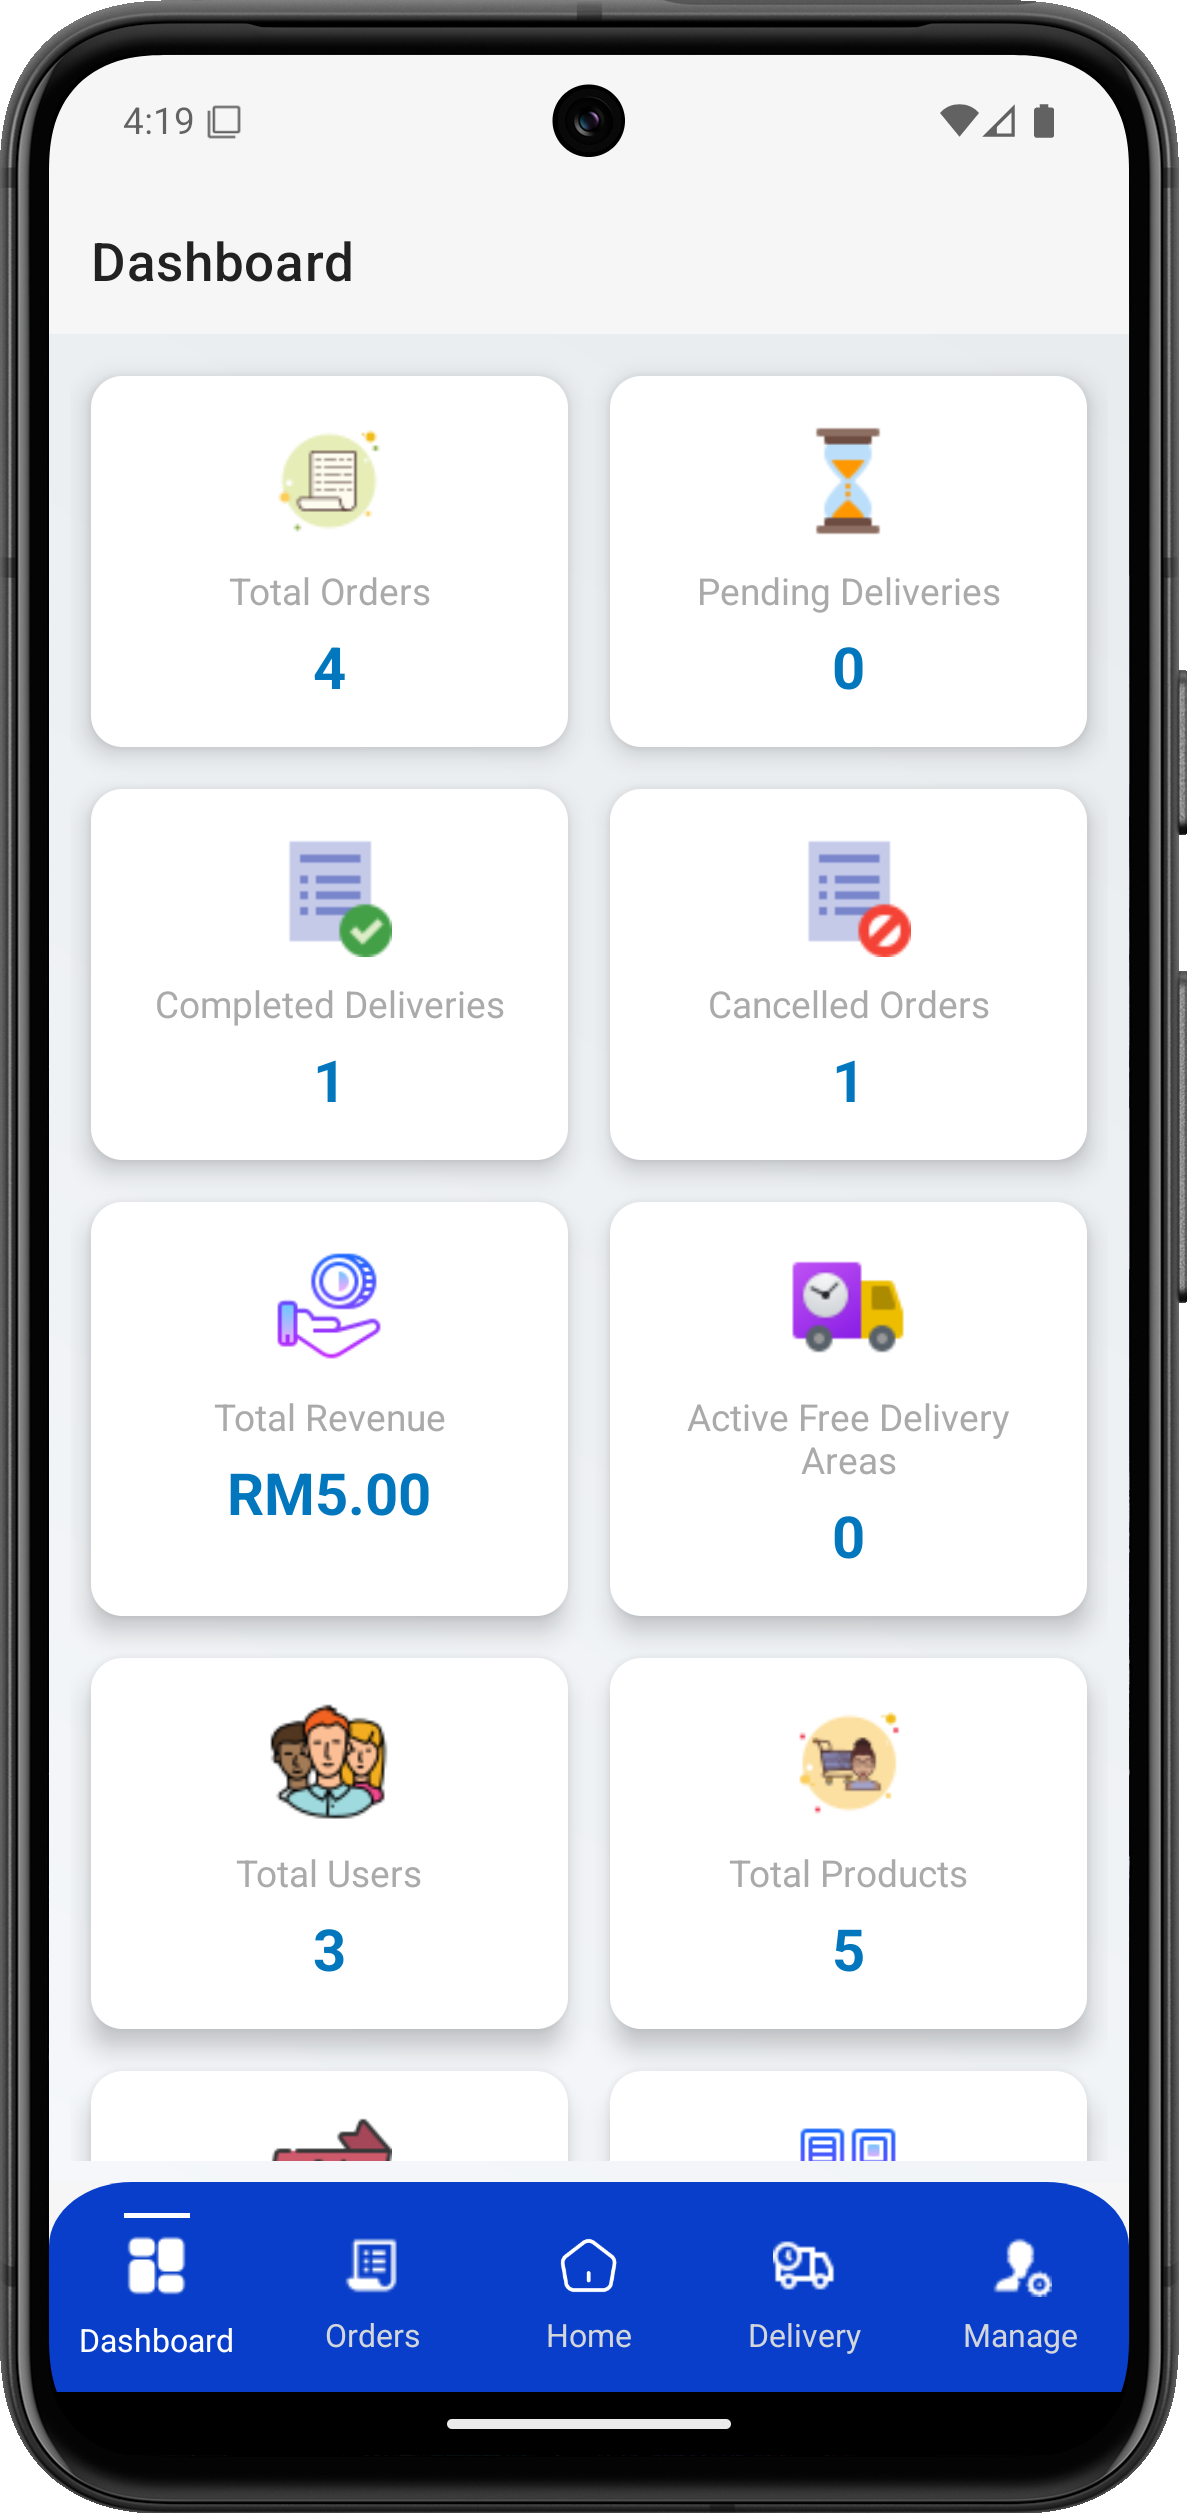 4:19
Dashboard
Total Orders
4
Pending Deliveries
0
Completed Deliveries
1
Cancelled Orders
1
Total Revenue
RM5.00
Active Free Delivery
Areas
0
Total Users
3
Total Products
5
Dashboard
Orders
Home
Delivery
Manage